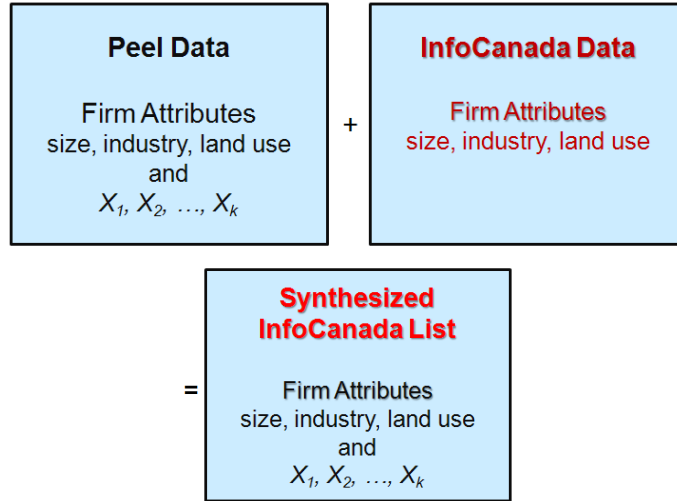 Peel Data
Firm Attributes
size, industry, land use
and
X₁, X₂, ..., Xₖ
+
InfoCanada Data
Firm Attributes
size, industry, land use
=
Synthesized
InfoCanada List
Firm Attributes
size, industry, land use
and
X₁, X₂, ..., Xₖ